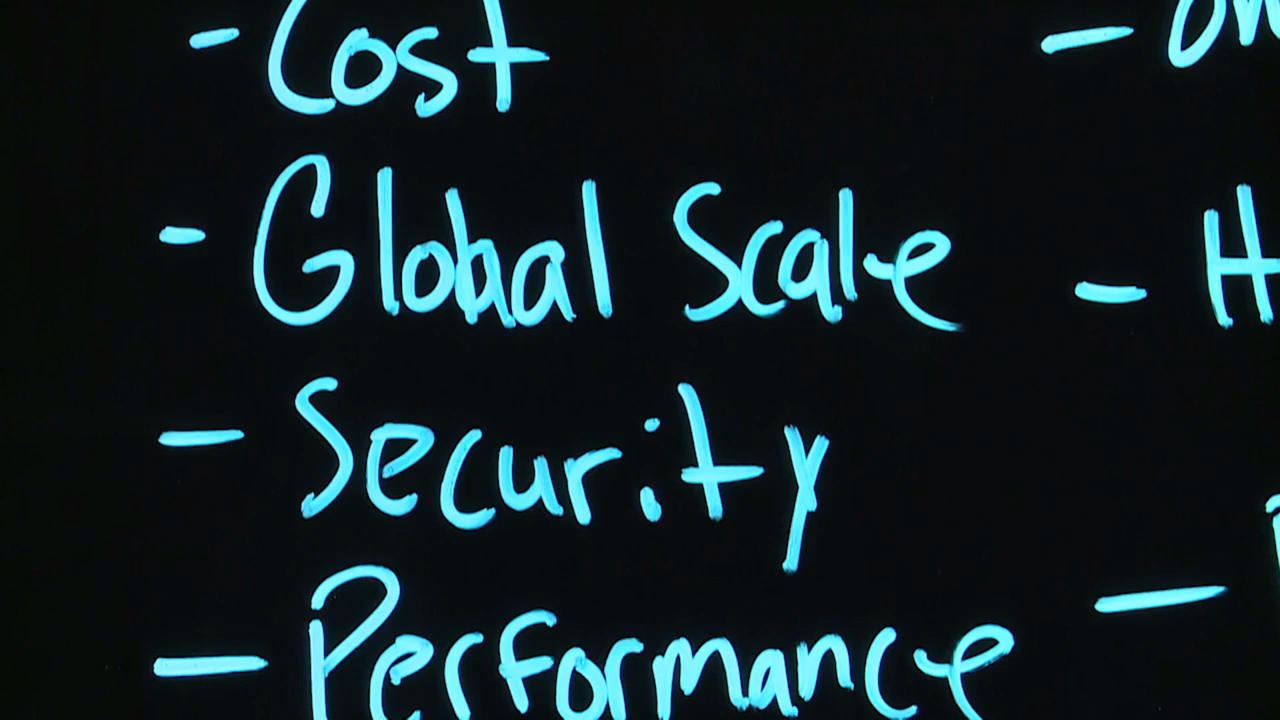 - Cost
- Global Scale
- Security
- Performance